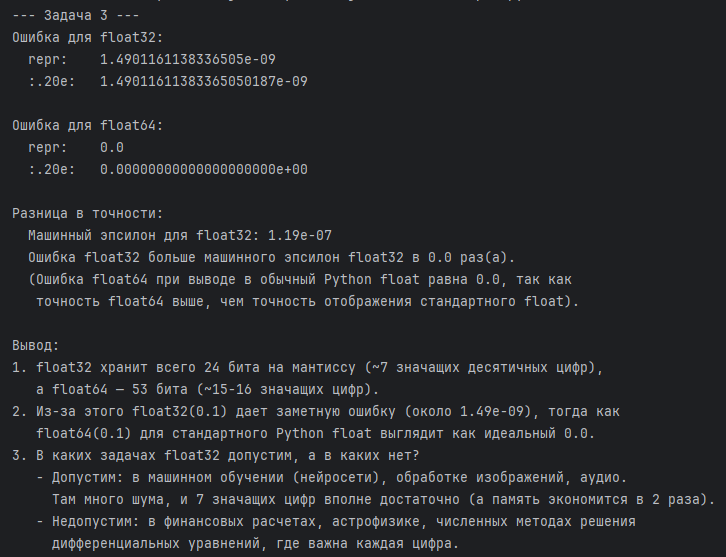 --- Задача 3 ---
Ошибка для float32:
repr: 1.4901161138336505e-09
:.20e: 1.49011611383365050187e-09
Ошибка для float64:
repr: 0.0
:.20e: 0.00000000000000000000e+00
Разница в точности:
Машинный эпсилон для float32: 1.19e-07
Ошибка float32 больше машинного эпсилон float32 в 0.0 раз(а).
(Ошибка float64 при выводе в обычный Python float равна 0.0, так как
точность float64 выше, чем точность отображения стандартного float).
Вывод:
1. float32 хранит всего 24 бита на мантиссу (~7 значащих десятичных цифр),
а float64 — 53 бита (~15-16 значащих цифр).
2. Из-за этого float32(0.1) дает заметную ошибку (около 1.49e-09), тогда как
float64(0.1) для стандартного Python float выглядит как идеальный 0.0.
3. В каких задачах float32 допустим, а в каких нет?
- Допустим: в машинном обучении (нейросети), обработке изображений, аудио.
Там много шума, и 7 значащих цифр вполне достаточно (а память экономится в 2 раза).
- Недопустим: в финансовых расчетах, астрофизике, численных методах решения
дифференциальных уравнений, где важна каждая цифра.